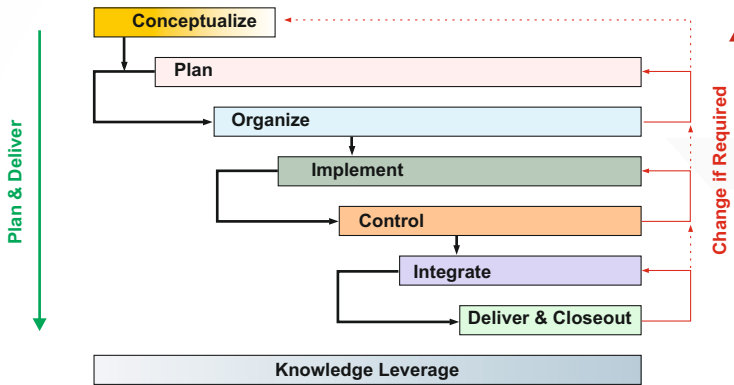 Conceptualize
Plan
Organize
Implement
Control
Integrate
Deliver & Closeout
Knowledge Leverage
Plan & Deliver
Change if Required